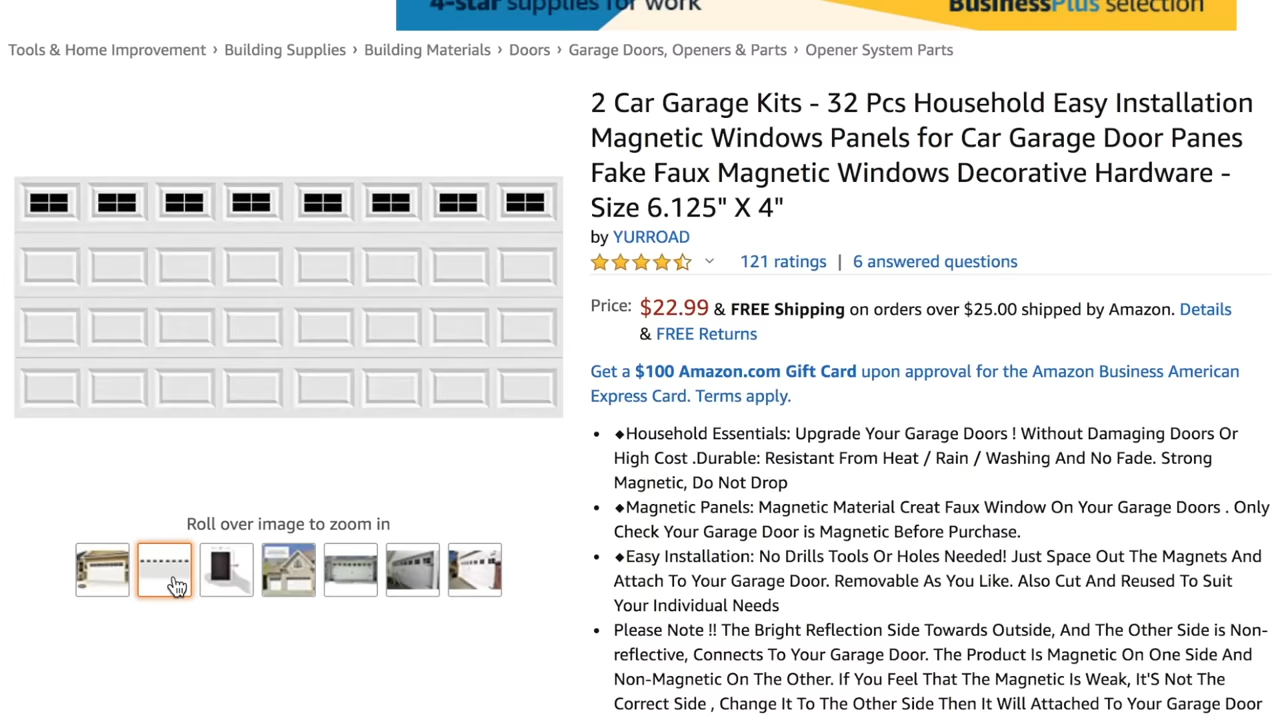 4-star supplies for work
BusinessPlus selection
Tools & Home Improvement › Building Supplies › Building Materials › Doors › Garage Doors, Openers & Parts › Opener System Parts
2 Car Garage Kits - 32 Pcs Household Easy Installation
Magnetic Windows Panels for Car Garage Door Panes
Fake Faux Magnetic Windows Decorative Hardware -
Size 6.125" X 4"
by YURROAD
121 ratings | 6 answered questions
Price: $22.99 & FREE Shipping on orders over $25.00 shipped by Amazon. Details
& FREE Returns
Get a $100 Amazon.com Gift Card upon approval for the Amazon Business American
Express Card. Terms apply.
• ◆Household Essentials: Upgrade Your Garage Doors ! Without Damaging Doors Or
High Cost .Durable: Resistant From Heat / Rain / Washing And No Fade. Strong
Magnetic, Do Not Drop
• ◆Magnetic Panels: Magnetic Material Creat Faux Window On Your Garage Doors . Only
Check Your Garage Door is Magnetic Before Purchase.
• ◆Easy Installation: No Drills Tools Or Holes Needed! Just Space Out The Magnets And
Attach To Your Garage Door. Removable As You Like. Also Cut And Reused To Suit
Your Individual Needs
• Please Note !! The Bright Reflection Side Towards Outside, And The Other Side is Non-
reflective, Connects To Your Garage Door. The Product Is Magnetic On One Side And
Non-Magnetic On The Other. If You Feel That The Magnetic Is Weak, It'S Not The
Correct Side , Change It To The Other Side Then It Will Attached To Your Garage Door
Roll over image to zoom in